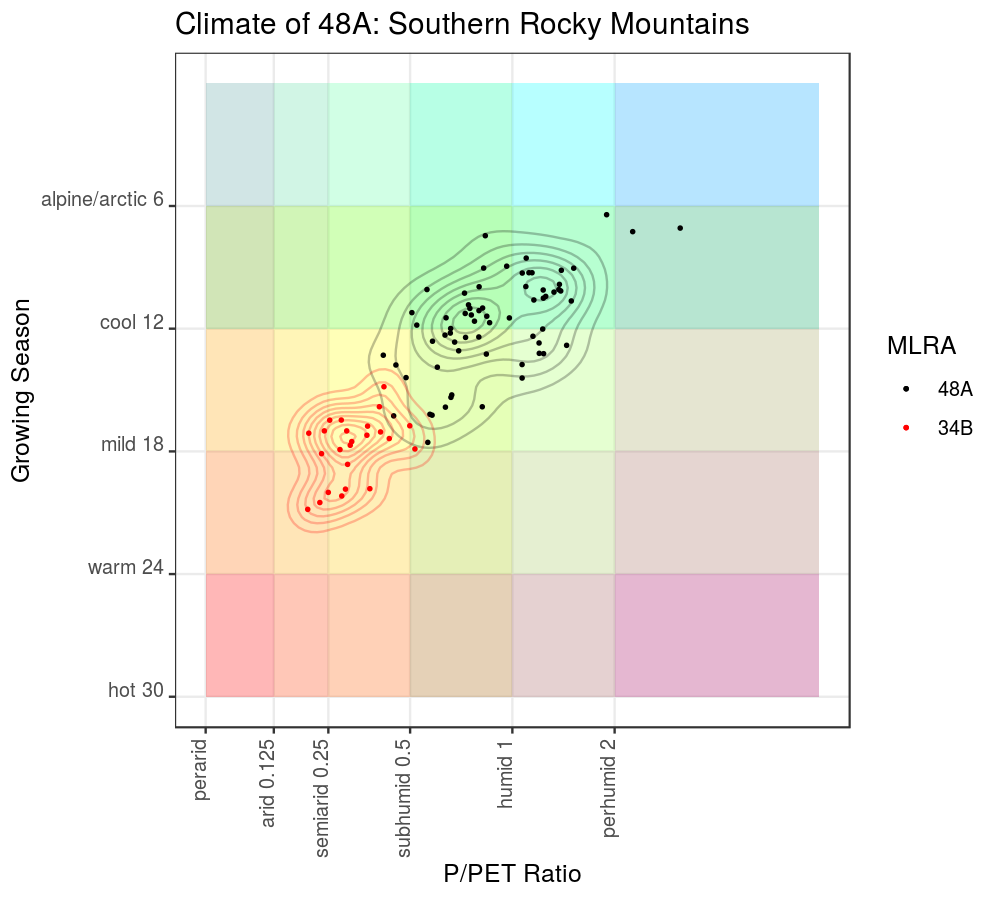 Climate of 48A: Southern Rocky Mountains
Growing Season
alpine/arctic 6
cool 12
mild 18
warm 24
hot 30
perarid
arid 0.125
semiarid 0.25
subhumid 0.5
humid 1
perhumid 2
P/PET Ratio
MLRA
48A
34B